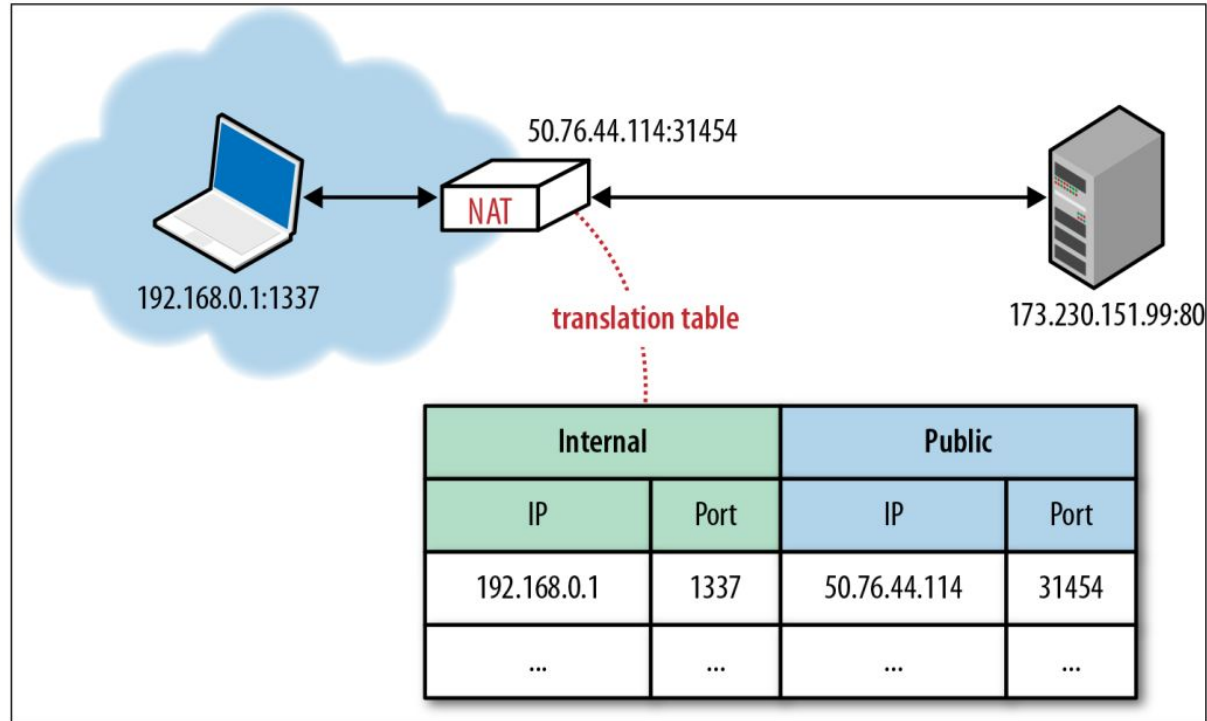 50.76.44.114:31454
NAT
192.168.0.1:1337
173.230.151.99:80
translation table
Internal Public
IP Port IP Port
192.168.0.1 1337 50.76.44.114 31454
... ... ... ...